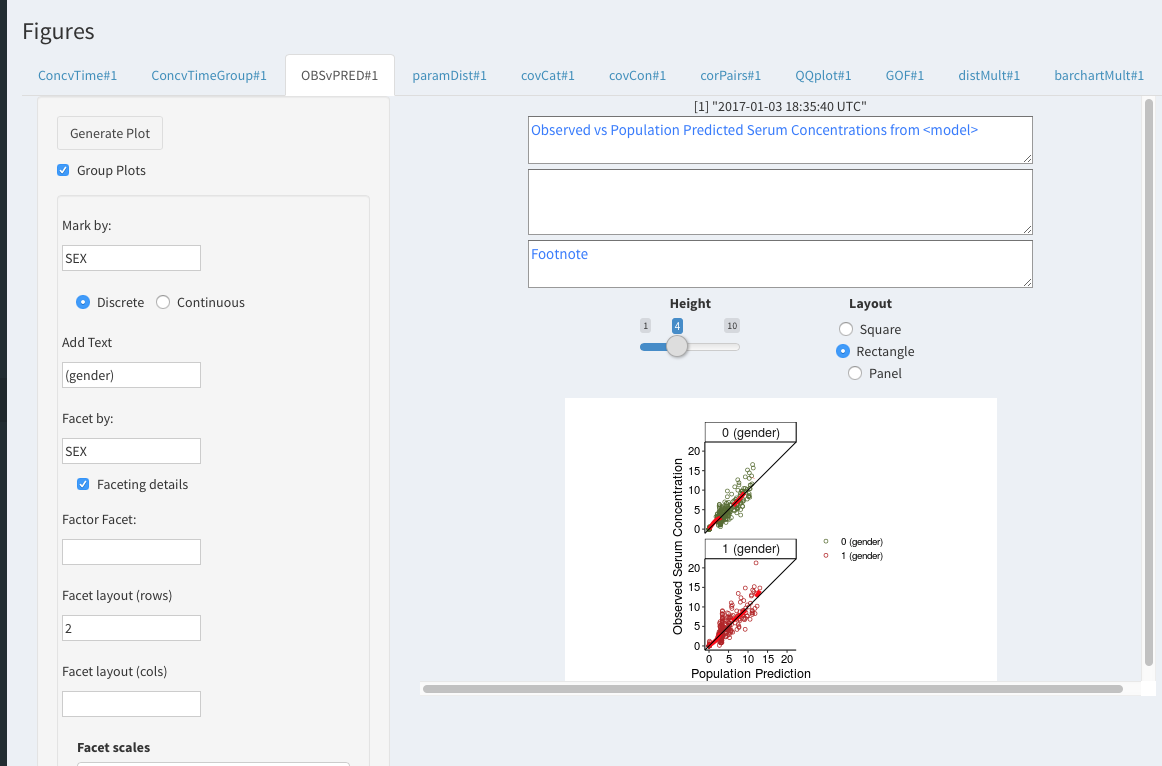 Figures
ConcvTime#1 ConcvTimeGroup#1 OBSvPRED#1 paramDist#1 covCat#1 covCon#1 corPairs#1 QQplot#1 GOF#1 distMult#1 barchartMult#1
Generate Plot
Group Plots
Mark by:
SEX
Discrete Continuous
Add Text
(gender)
Facet by:
SEX
Faceting details
Factor Facet:
Facet layout (rows)
2
Facet layout (cols)
Facet scales
[1] "2017-01-03 18:35:40 UTC"
Observed vs Population Predicted Serum Concentrations from <model>
Footnote
Height
1 4 10
Layout
Square
Rectangle
Panel
0 (gender)
20
15
10
5
0
1 (gender)
20
15
10
5
0
0 5 10 15 20
Population Prediction
Observed Serum Concentration
0 (gender)
1 (gender)